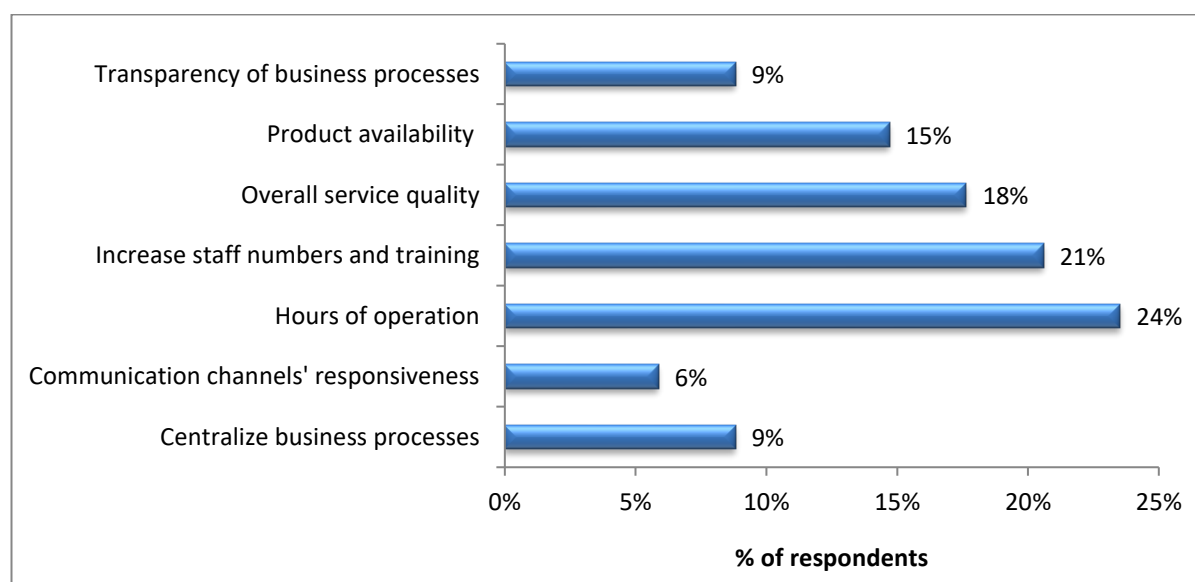 Transparency of business processes 9%
Product availability 15%
Overall service quality 18%
Increase staff numbers and training 21%
Hours of operation 24%
Communication channels' responsiveness 6%
Centralize business processes 9%
0% 5% 10% 15% 20% 25%
% of respondents